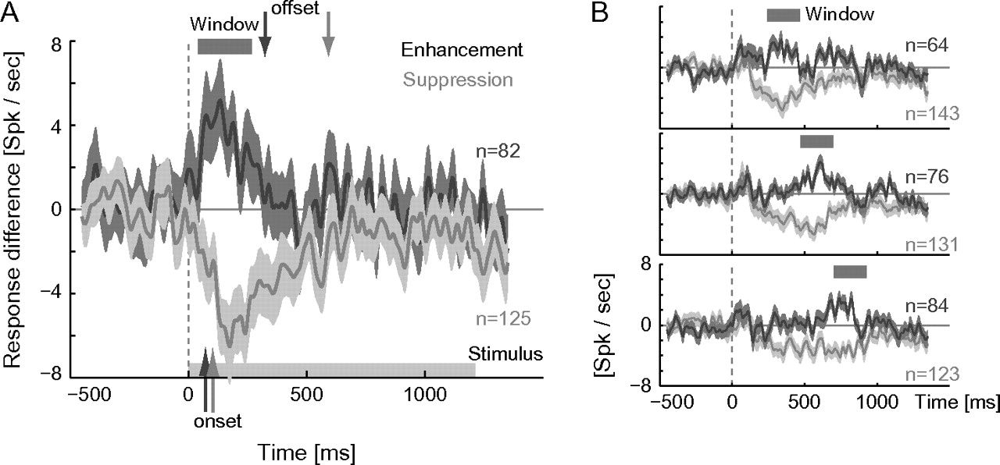 A
offset
Window
8
Enhancement
Suppression
4
n=82
Response difference [Spk / sec]
0
−4
n=125
Stimulus
−8
−500
0
500
1000
onset
Time [ms]
B
Window
n=64
n=143
n=76
n=131
8
n=84
[Spk / sec]
0
n=123
−8
−500
0
500
1000
Time [ms]